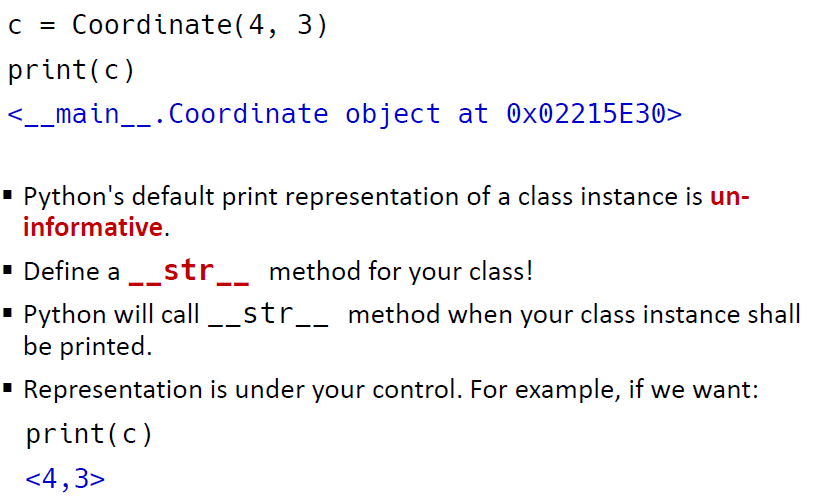 c = Coordinate(4, 3)
print(c)
<__main__.Coordinate object at 0x02215E30>
▪ Python's default print representation of a class instance is un-
informative.
▪ Define a __str__ method for your class!
▪ Python will call __str__ method when your class instance shall
be printed.
▪ Representation is under your control. For example, if we want:
print(c)
<4,3>